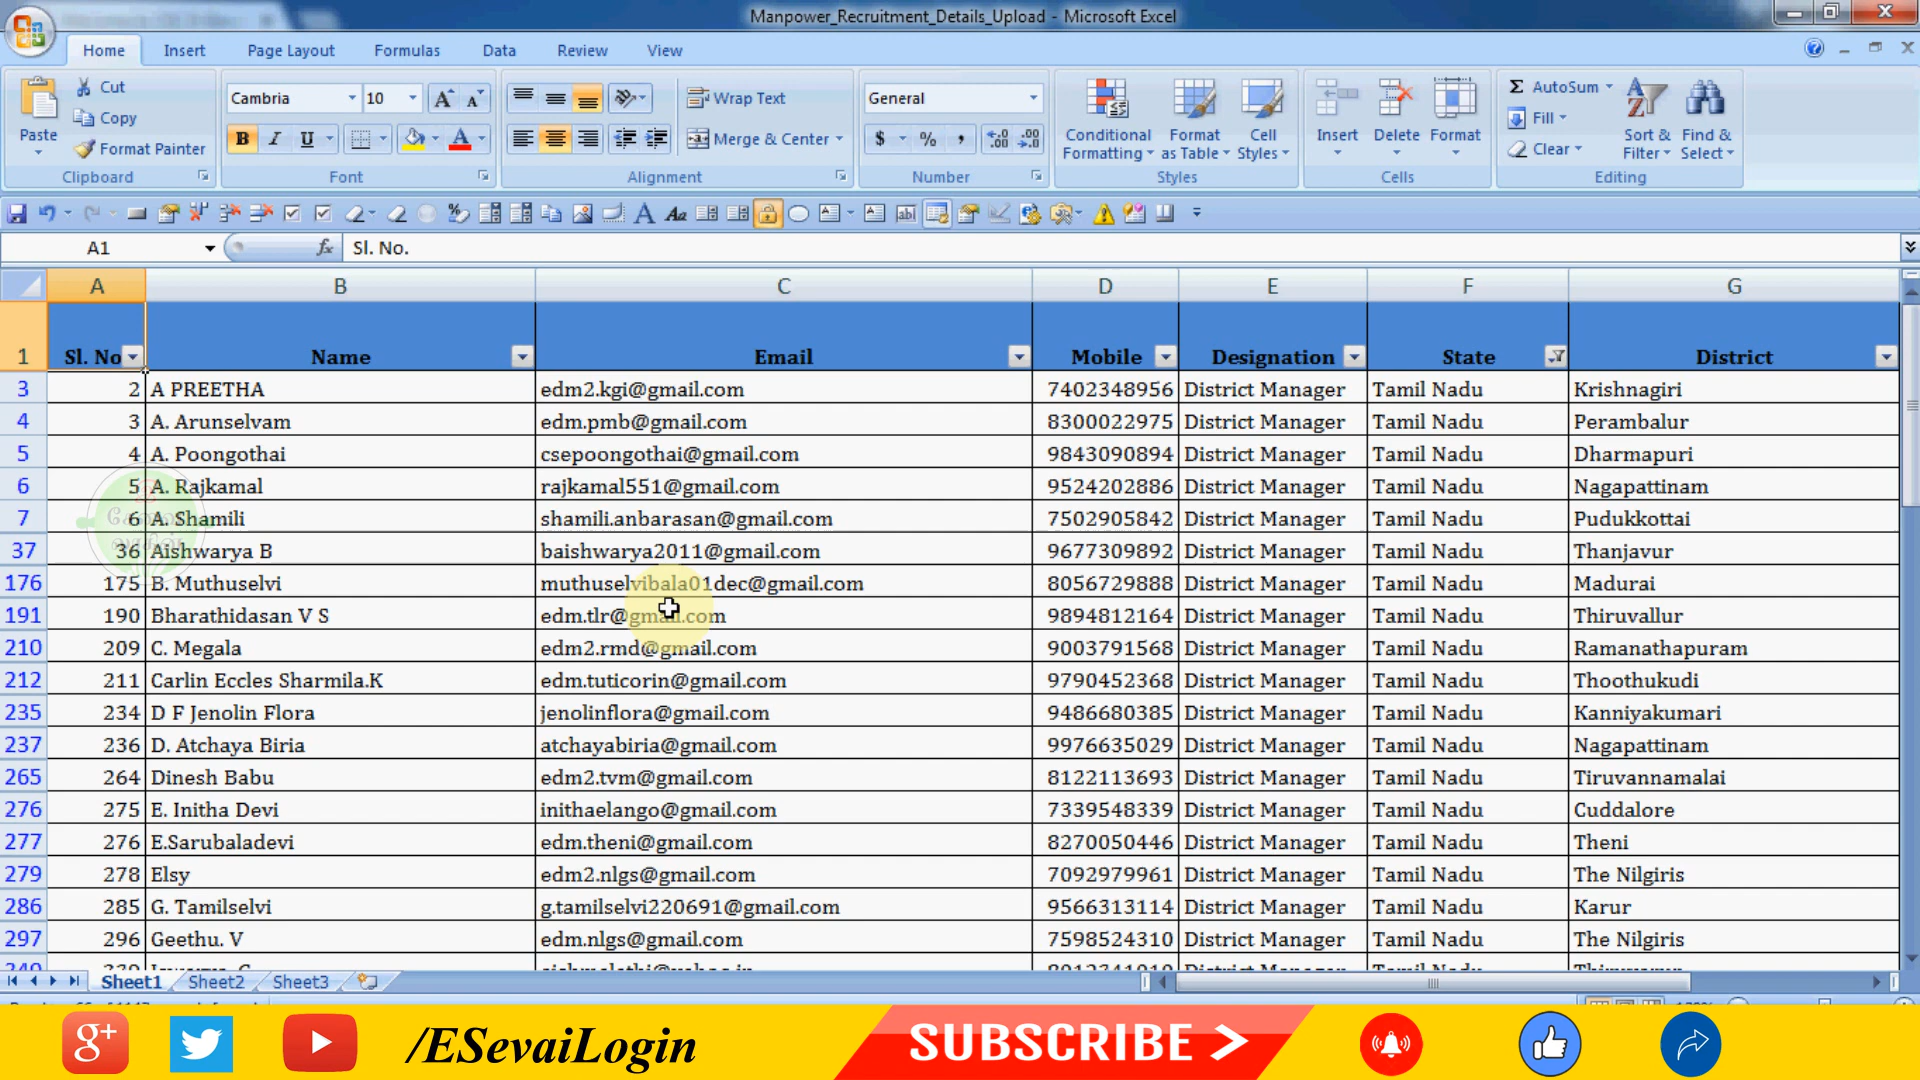 Manpower_Recruitment_Details_Upload - Microsoft Excel
Home Insert Page Layout Formulas Data Review View
Paste Cut Copy Format Painter Clipboard
Cambria 10 B I U Font
Wrap Text Merge & Center Alignment
General $ % , Number
Conditional Formatting Format as Table Cell Styles Styles
Insert Delete Format Cells
Σ AutoSum Fill Clear Sort & Filter Find & Select Editing
A1 fx Sl. No.
A B C D E F G
1 Sl. No Name Email Mobile Designation State District
3 2 A PREETHA edm2.kgi@gmail.com 7402348956 District Manager Tamil Nadu Krishnagiri
4 3 A. Arunselvam edm.pmb@gmail.com 8300022975 District Manager Tamil Nadu Perambalur
5 4 A. Poongothai csepoongothai@gmail.com 9843090894 District Manager Tamil Nadu Dharmapuri
6 5 A. Rajkamal rajkamal551@gmail.com 9524202886 District Manager Tamil Nadu Nagapattinam
7 6 A. Shamili shamili.anbarasan@gmail.com 7502905842 District Manager Tamil Nadu Pudukkottai
37 36 Aishwarya B baishwarya2011@gmail.com 9677309892 District Manager Tamil Nadu Thanjavur
176 175 B. Muthuselvi muthuselvibala01dec@gmail.com 8056729888 District Manager Tamil Nadu Madurai
191 190 Bharathidasan V S edm.tlr@gmail.com 9894812164 District Manager Tamil Nadu Thiruvallur
210 209 C. Megala edm2.rmd@gmail.com 9003791568 District Manager Tamil Nadu Ramanathapuram
212 211 Carlin Eccles Sharmila.K edm.tuticorin@gmail.com 9790452368 District Manager Tamil Nadu Thoothukudi
235 234 D F Jenolin Flora jenolinflora@gmail.com 9486680385 District Manager Tamil Nadu Kanniyakumari
237 236 D. Atchaya Biria atchayabiria@gmail.com 9976635029 District Manager Tamil Nadu Nagapattinam
265 264 Dinesh Babu edm2.tvm@gmail.com 8122113693 District Manager Tamil Nadu Tiruvannamalai
276 275 E. Initha Devi inithaelango@gmail.com 7339548339 District Manager Tamil Nadu Cuddalore
277 276 E.Sarubaladevi edm.theni@gmail.com 8270050446 District Manager Tamil Nadu Theni
279 278 Elsy edm2.nlgs@gmail.com 7092979961 District Manager Tamil Nadu The Nilgiris
286 285 G. Tamilselvi g.tamilselvi220691@gmail.com 9566313114 District Manager Tamil Nadu Karur
297 296 Geethu. V edm.nlgs@gmail.com 7598524310 District Manager Tamil Nadu The Nilgiris
Sheet1 Sheet2 Sheet3
g+ /ESevaiLogin SUBSCRIBE >